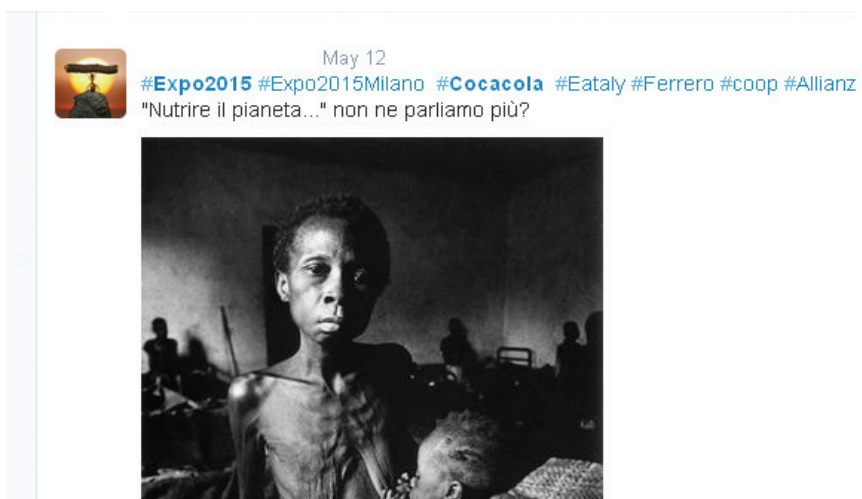 May 12
#Expo2015 #Expo2015Milano #Cocacola #Eataly #Ferrero #coop #Allianz
"Nutrire il pianeta..." non ne parliamo più?